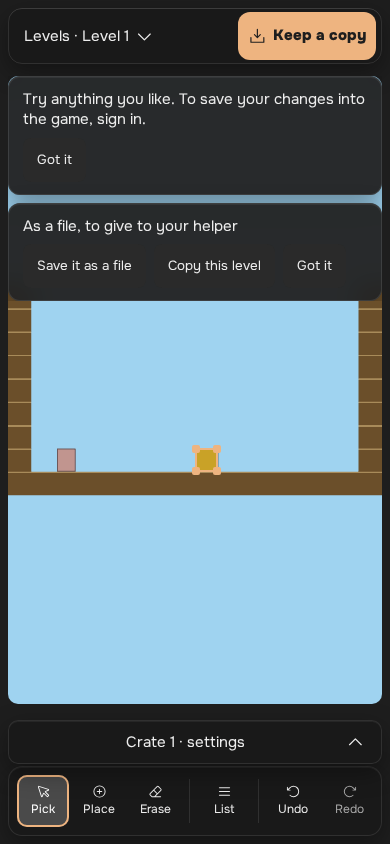 Levels · Level 1
Keep a copy
Try anything you like. To save your changes into
the game, sign in.
Got it
As a file, to give to your helper
Save it as a file
Copy this level
Got it
Crate 1 · settings
Pick
Place
Erase
List
Undo
Redo